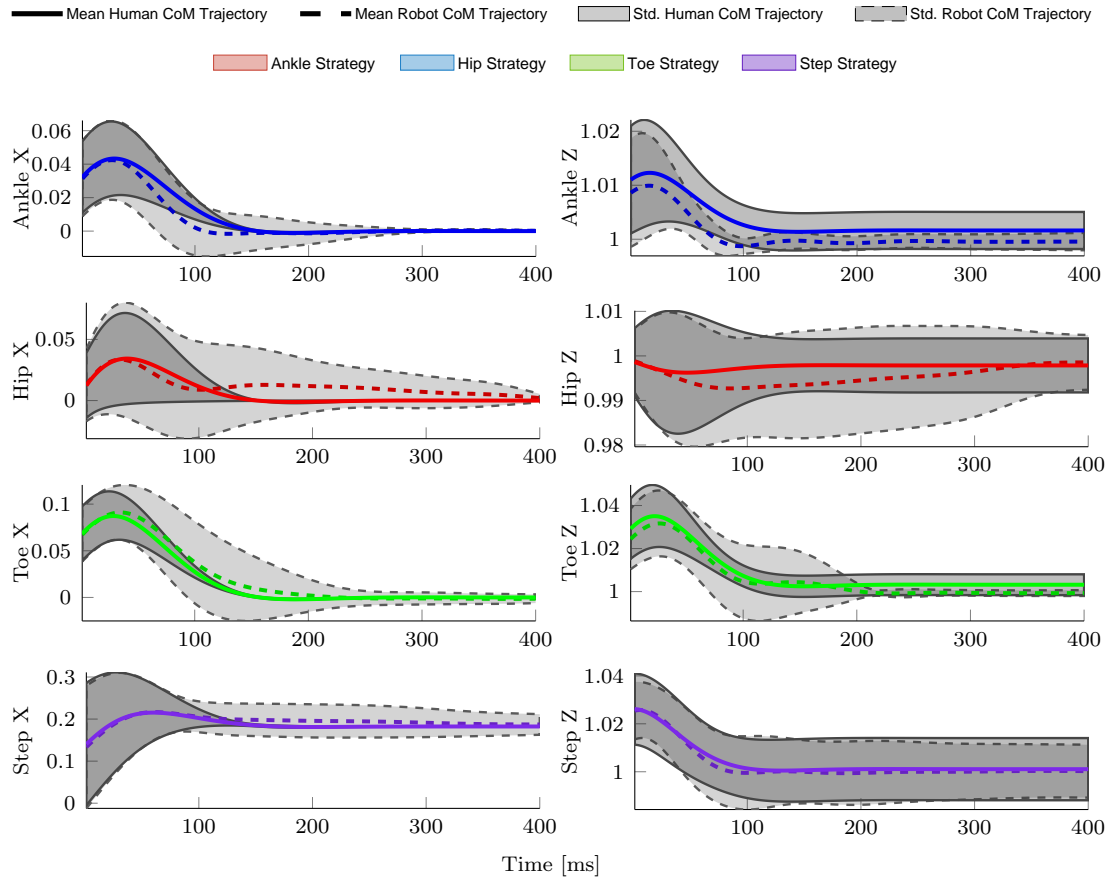 Mean Human CoM Trajectory Mean Robot CoM Trajectory Std. Human CoM Trajectory Std. Robot CoM Trajectory
Ankle Strategy Hip Strategy Toe Strategy Step Strategy
Ankle X
0.06
0.04
0.02
0
100 200 300 400
Ankle Z
1.02
1.01
1
100 200 300 400
Hip X
0.05
0
100 200 300 400
Hip Z
1.01
1
0.99
0.98
100 200 300 400
Toe X
0.1
0.05
0
100 200 300 400
Toe Z
1.04
1.02
1
100 200 300 400
Step X
0.3
0.2
0.1
0
100 200 300 400
Step Z
1.04
1.02
1
100 200 300 400
Time [ms]